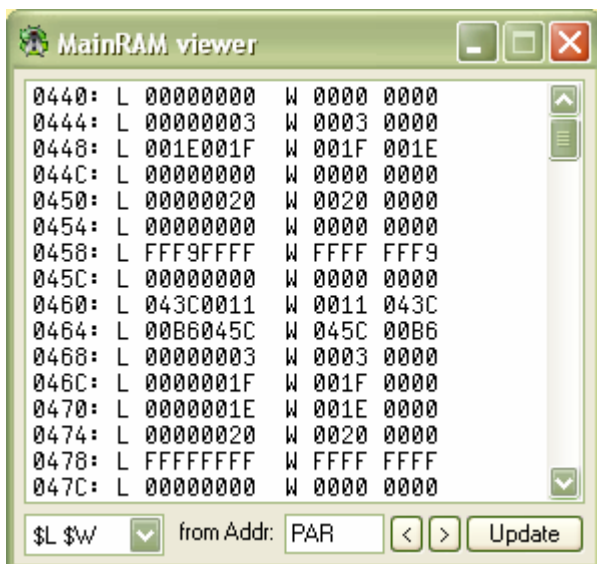 MainRAM viewer
0440: L 00000000 W 0000 0000
0444: L 00000003 W 0003 0000
0448: L 001E001F W 001F 001E
044C: L 00000000 W 0000 0000
0450: L 00000020 W 0020 0000
0454: L 00000000 W 0000 0000
0458: L FFF9FFFF W FFFF FFF9
045C: L 00000000 W 0000 0000
0460: L 043C0011 W 0011 043C
0464: L 00B6045C W 045C 00B6
0468: L 00000003 W 0003 0000
046C: L 0000001F W 001F 0000
0470: L 0000001E W 001E 0000
0474: L 00000020 W 0020 0000
0478: L FFFFFFFF W FFFF FFFF
047C: L 00000000 W 0000 0000
$L $W from Addr: PAR < > Update